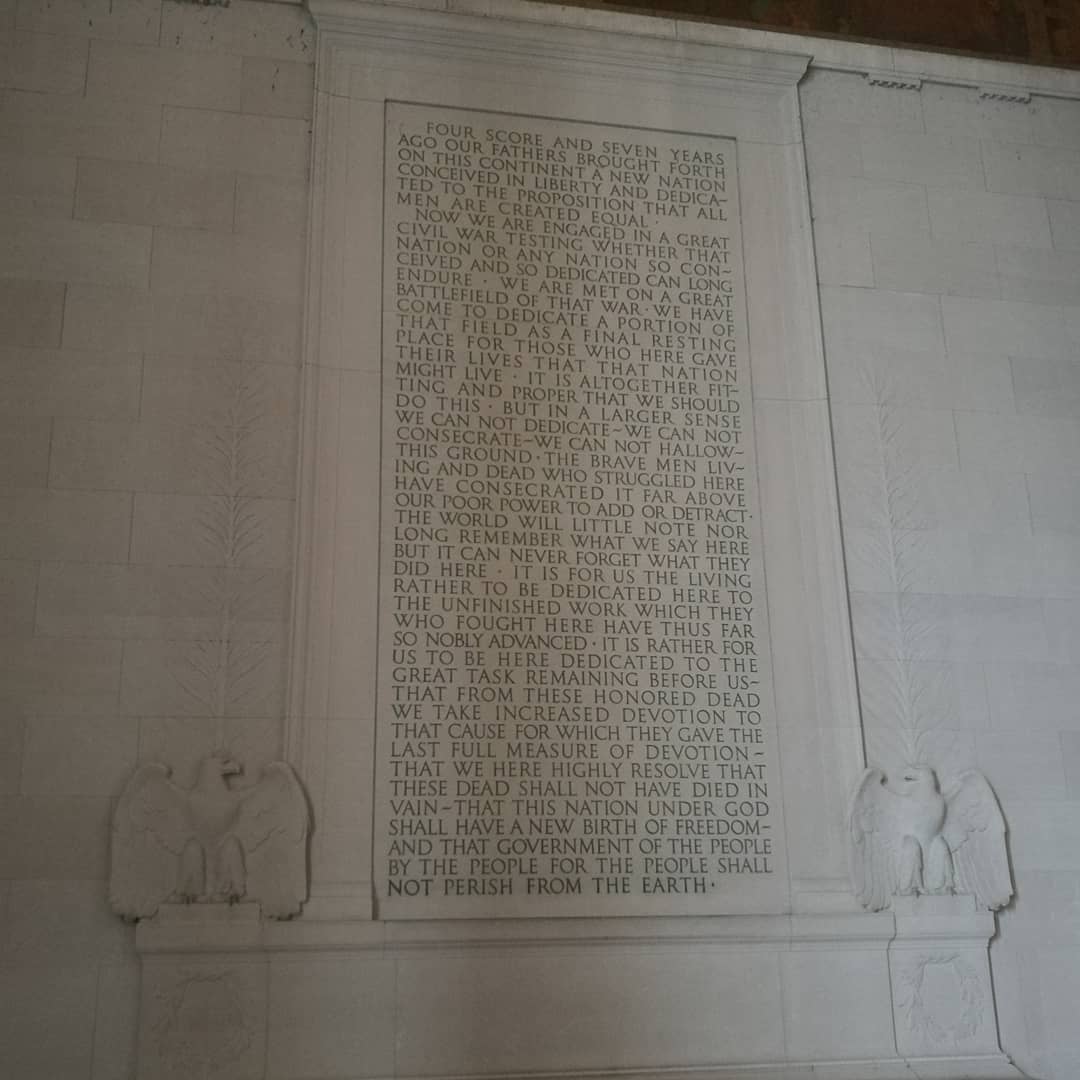 FOUR SCORE AND SEVEN YEARS
AGO OUR FATHERS BROUGHT FORTH
ON THIS CONTINENT A NEW NATION
CONCEIVED IN LIBERTY AND DEDICA~
TED TO THE PROPOSITION THAT ALL
MEN ARE CREATED EQUAL ·
NOW WE ARE ENGAGED IN A GREAT
CIVIL WAR TESTING WHETHER THAT
NATION OR ANY NATION SO CON~
CEIVED AND SO DEDICATED CAN LONG
ENDURE · WE ARE MET ON A GREAT
BATTLEFIELD OF THAT WAR · WE HAVE
COME TO DEDICATE A PORTION OF
THAT FIELD AS A FINAL RESTING
PLACE FOR THOSE WHO HERE GAVE
THEIR LIVES THAT THAT NATION
MIGHT LIVE · IT IS ALTOGETHER FIT~
TING AND PROPER THAT WE SHOULD
DO THIS · BUT IN A LARGER SENSE
WE CAN NOT DEDICATE~WE CAN NOT
CONSECRATE~WE CAN NOT HALLOW~
THIS GROUND · THE BRAVE MEN LIV~
ING AND DEAD WHO STRUGGLED HERE
HAVE CONSECRATED IT FAR ABOVE
OUR POOR POWER TO ADD OR DETRACT ·
THE WORLD WILL LITTLE NOTE NOR
LONG REMEMBER WHAT WE SAY HERE
BUT IT CAN NEVER FORGET WHAT THEY
DID HERE · IT IS FOR US THE LIVING
RATHER TO BE DEDICATED HERE TO
THE UNFINISHED WORK WHICH THEY
WHO FOUGHT HERE HAVE THUS FAR
SO NOBLY ADVANCED · IT IS RATHER FOR
US TO BE HERE DEDICATED TO THE
GREAT TASK REMAINING BEFORE US~
THAT FROM THESE HONORED DEAD
WE TAKE INCREASED DEVOTION TO
THAT CAUSE FOR WHICH THEY GAVE THE
LAST FULL MEASURE OF DEVOTION~
THAT WE HERE HIGHLY RESOLVE THAT
THESE DEAD SHALL NOT HAVE DIED IN
VAIN~THAT THIS NATION UNDER GOD
SHALL HAVE A NEW BIRTH OF FREEDOM~
AND THAT GOVERNMENT OF THE PEOPLE
BY THE PEOPLE FOR THE PEOPLE SHALL
NOT PERISH FROM THE EARTH ·